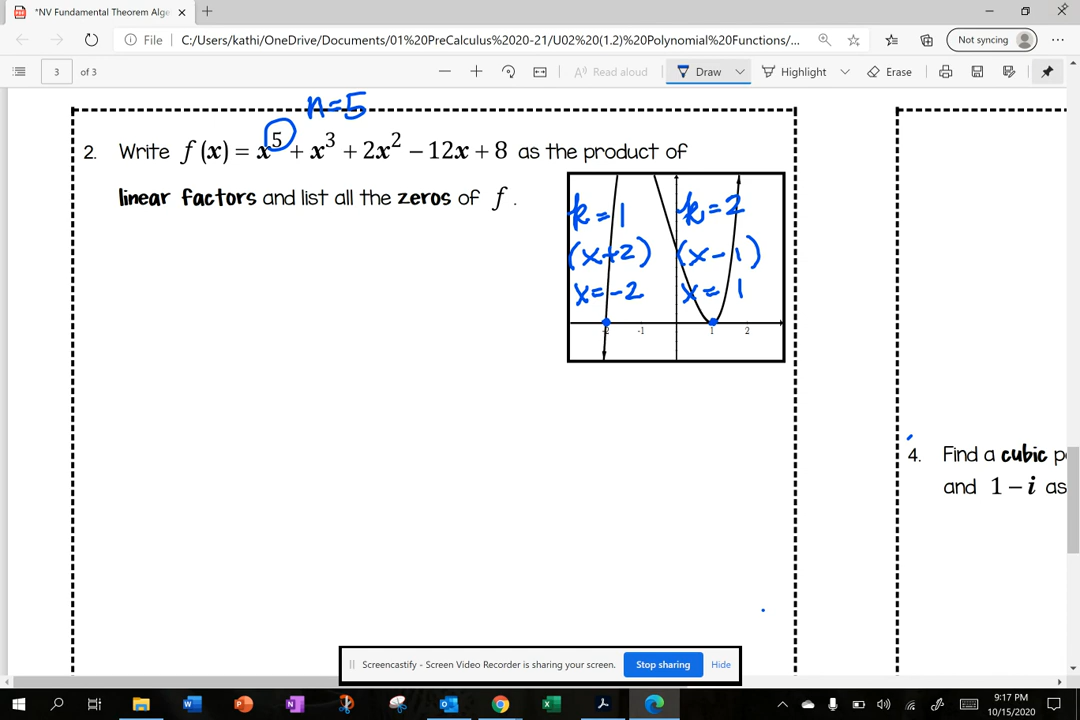 *NV Fundamental Theorem Alge
File | C:/Users/kathi/OneDrive/Documents/01%20PreCalculus%2020-21/U02%20(1.2)%20Polynomial%20Functions/...
Not syncing
3 of 3
Read aloud
Draw
Highlight
Erase
n=5
2. Write f(x) = x⁵ + x³ + 2x² − 12x + 8 as the product of
linear factors and list all the zeros of f.
k=1 k=2
(x+2) (x-1)
x=-2 x=1
-2 -1 1 2
4. Find a cubic p
and 1 − i as
Screencastify - Screen Video Recorder is sharing your screen. Stop sharing Hide
9:17 PM
10/15/2020